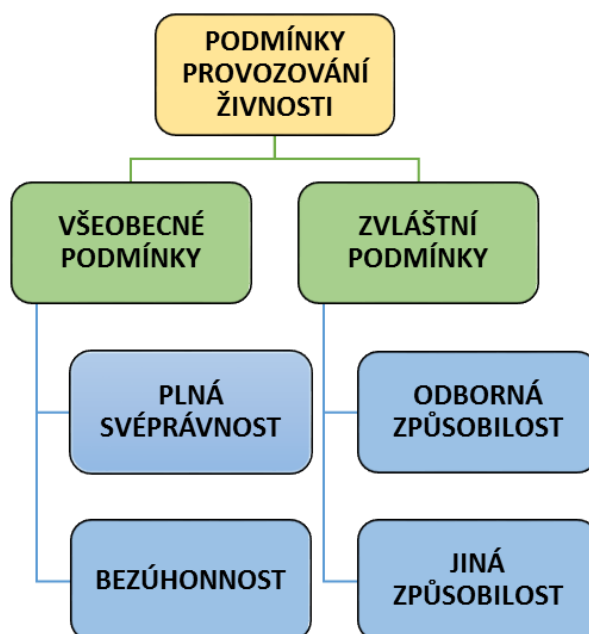 PODMÍNKY
PROVOZOVÁNÍ
ŽIVNOSTI
VŠEOBECNÉ
PODMÍNKY
ZVLÁŠTNÍ
PODMÍNKY
PLNÁ
SVÉPRÁVNOST
ODBORNÁ
ZPŮSOBILOST
BEZÚHONNOST
JINÁ
ZPŮSOBILOST